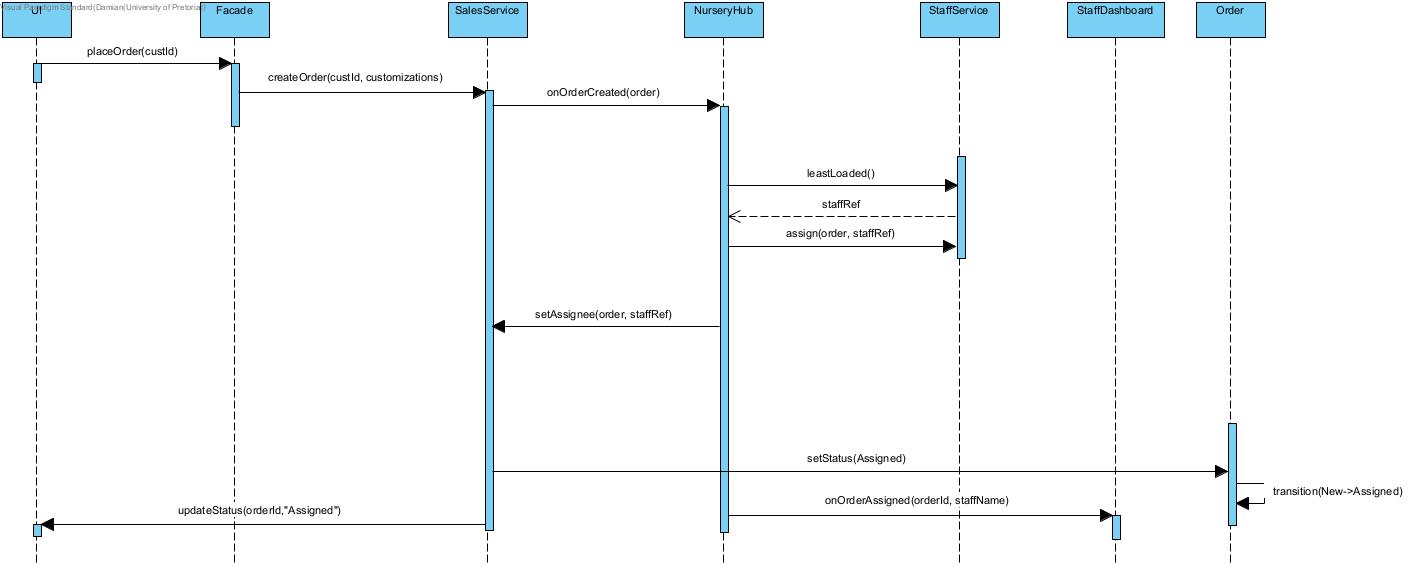 Visual Paradigm Standard(Damian(University of Pretoria))
UI
Facade
SalesService
NurseryHub
StaffService
StaffDashboard
Order
placeOrder(custId)
createOrder(custId, customizations)
onOrderCreated(order)
leastLoaded()
staffRef
assign(order, staffRef)
setAssignee(order, staffRef)
setStatus(Assigned)
transition(New->Assigned)
onOrderAssigned(orderId, staffName)
updateStatus(orderId,"Assigned")